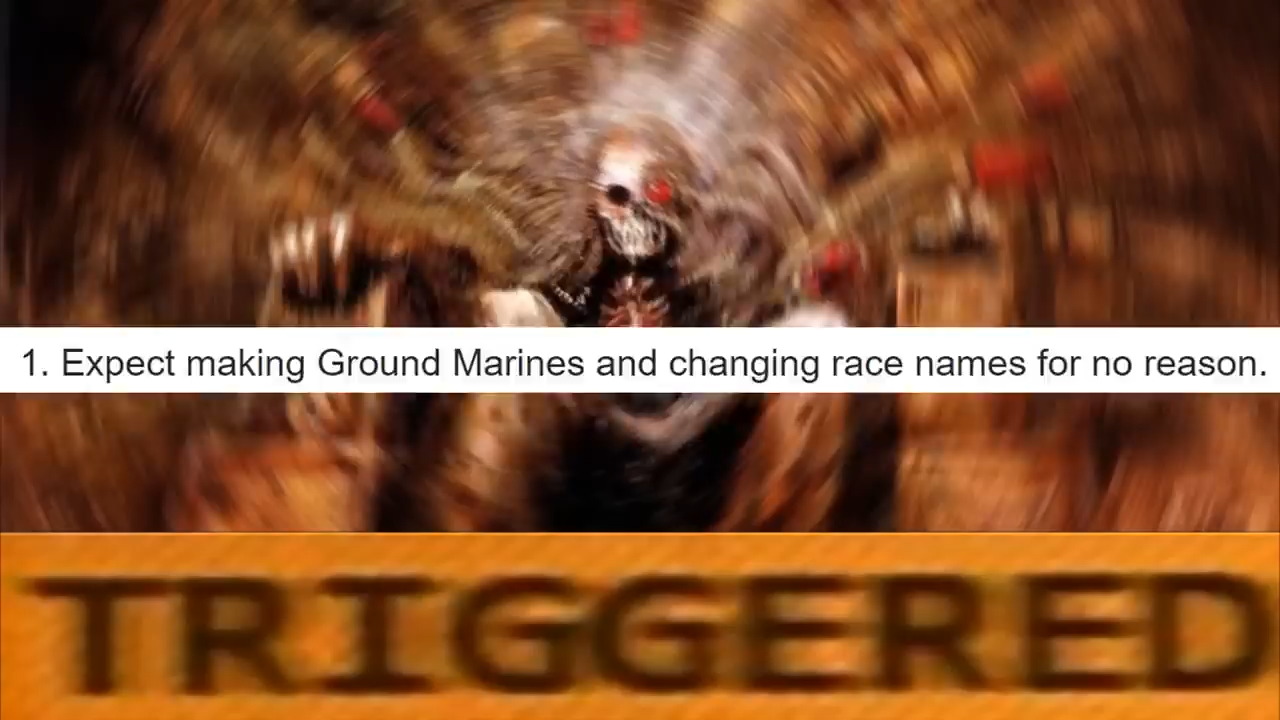 1. Expect making Ground Marines and changing race names for no reason.
TRIGGERED